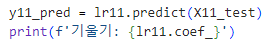 y11_pred = lr11.predict(X11_test)
print(f'기울기: {lr11.coef_}')